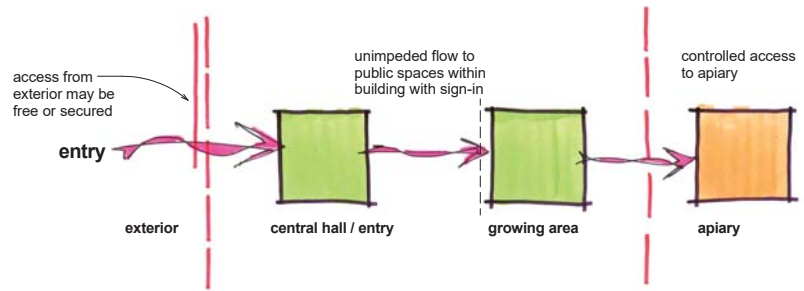 access from
exterior may be
free or secured
unimpeded flow to
public spaces within
building with sign-in
controlled access
to apiary
entry
exterior
central hall / entry
growing area
apiary